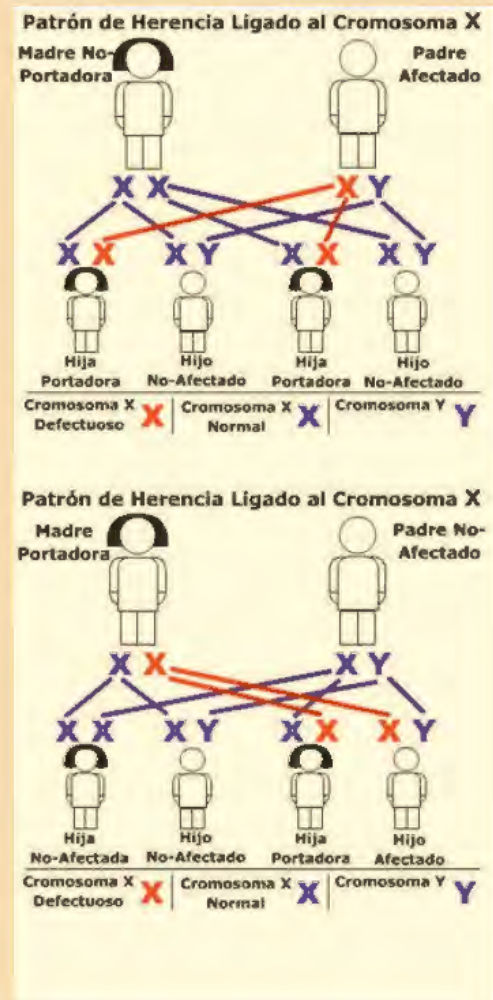 Patrón de Herencia Ligado al Cromosoma X
Madre No-
Portadora
Padre
Afectado
X X X Y
X X X Y X X X Y
Hija
Portadora
Hijo
No-Afectado
Hija
Portadora
Hijo
No-Afectado
Cromosoma X
Defectuoso X
Cromosoma X
Normal X
Cromosoma Y Y
Patrón de Herencia Ligado al Cromosoma X
Madre
Portadora
Padre No-
Afectado
X X X Y
X X X Y X X X Y
Hija
No-Afectada
Hijo
No-Afectado
Hija
Portadora
Hijo
Afectado
Cromosoma X
Defectuoso X
Cromosoma X
Normal X
Cromosoma Y Y